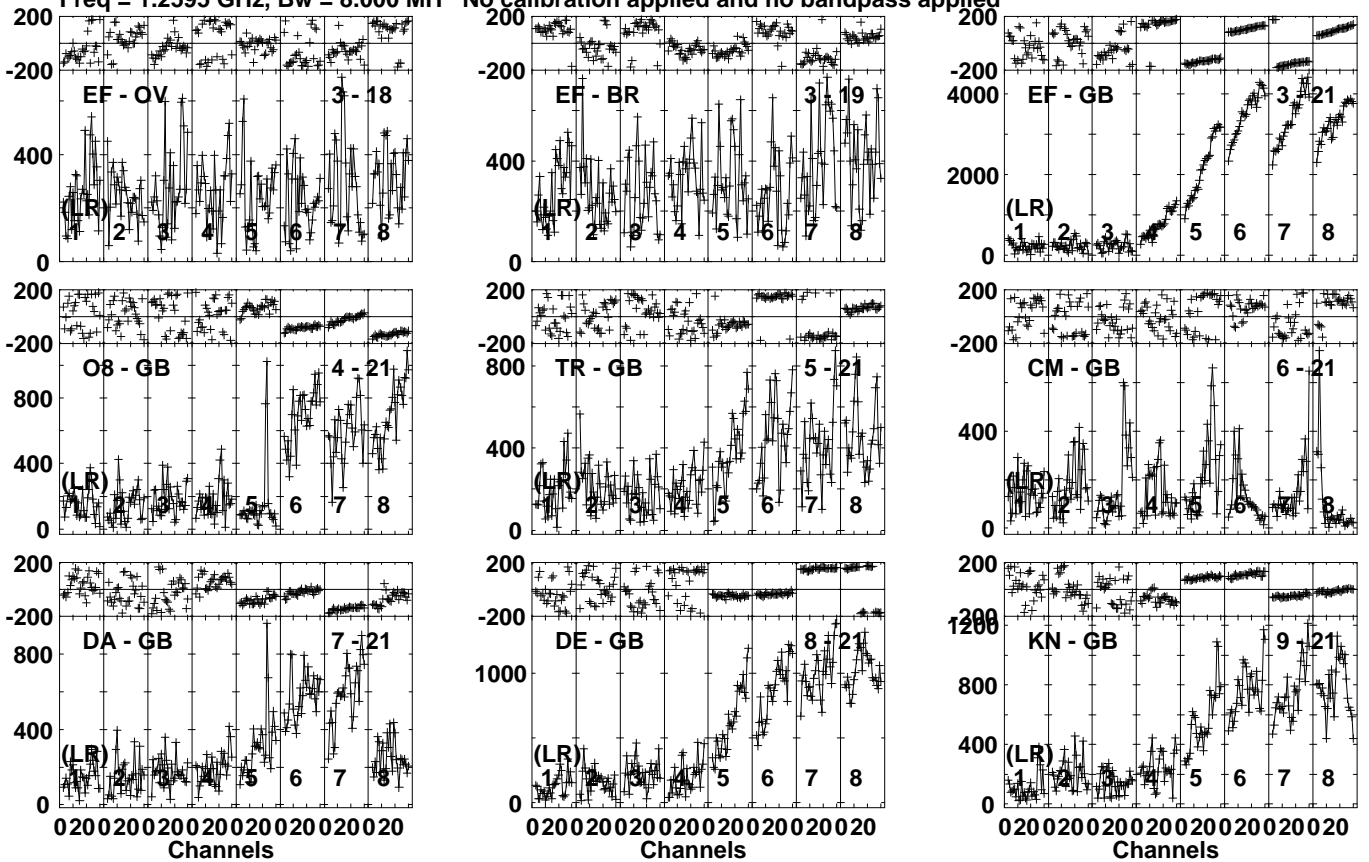 Freq = 1.2595 GHz, Bw = 8.000 MH No calibration applied and no bandpass applied
200 200 200
-200 -200 -200
EF - OV 3 - 18 EF - BR 3 - 19 EF - GB 3 - 21
4000
400 400 2000
(LR) (LR) (LR)
1 2 3 4 5 6 7 8 1 2 3 4 5 6 7 8 1 2 3 4 5 6 7 8
0 0 0
200 200 200
-200 -200 -200
O8 - GB 4 - 21 TR - GB 5 - 21 CM - GB 6 - 21
800 800
400 400 400
(LR) (LR) (LR)
1 2 3 4 5 6 7 8 1 2 3 4 5 6 7 8 1 2 3 4 5 6 7 8
0 0 0
200 200 200
-200 -200 -200
1200
DA - GB 7 - 21 DE - GB 8 - 21 KN - GB 9 - 21
800 1000 800
400 400
(LR) (LR) (LR)
1 2 3 4 5 6 7 8 1 2 3 4 5 6 7 8 1 2 3 4 5 6 7 8
0 0 0
0 20 0 20 0 20 0 20 0 20 0 20 0 20 0 20 0 20 0 20 0 20 0 20 0 20 0 20 0 20 0 20 0 20 0 20 0 20 0 20 0 20 0 20 0 20 0 20
Channels Channels Channels